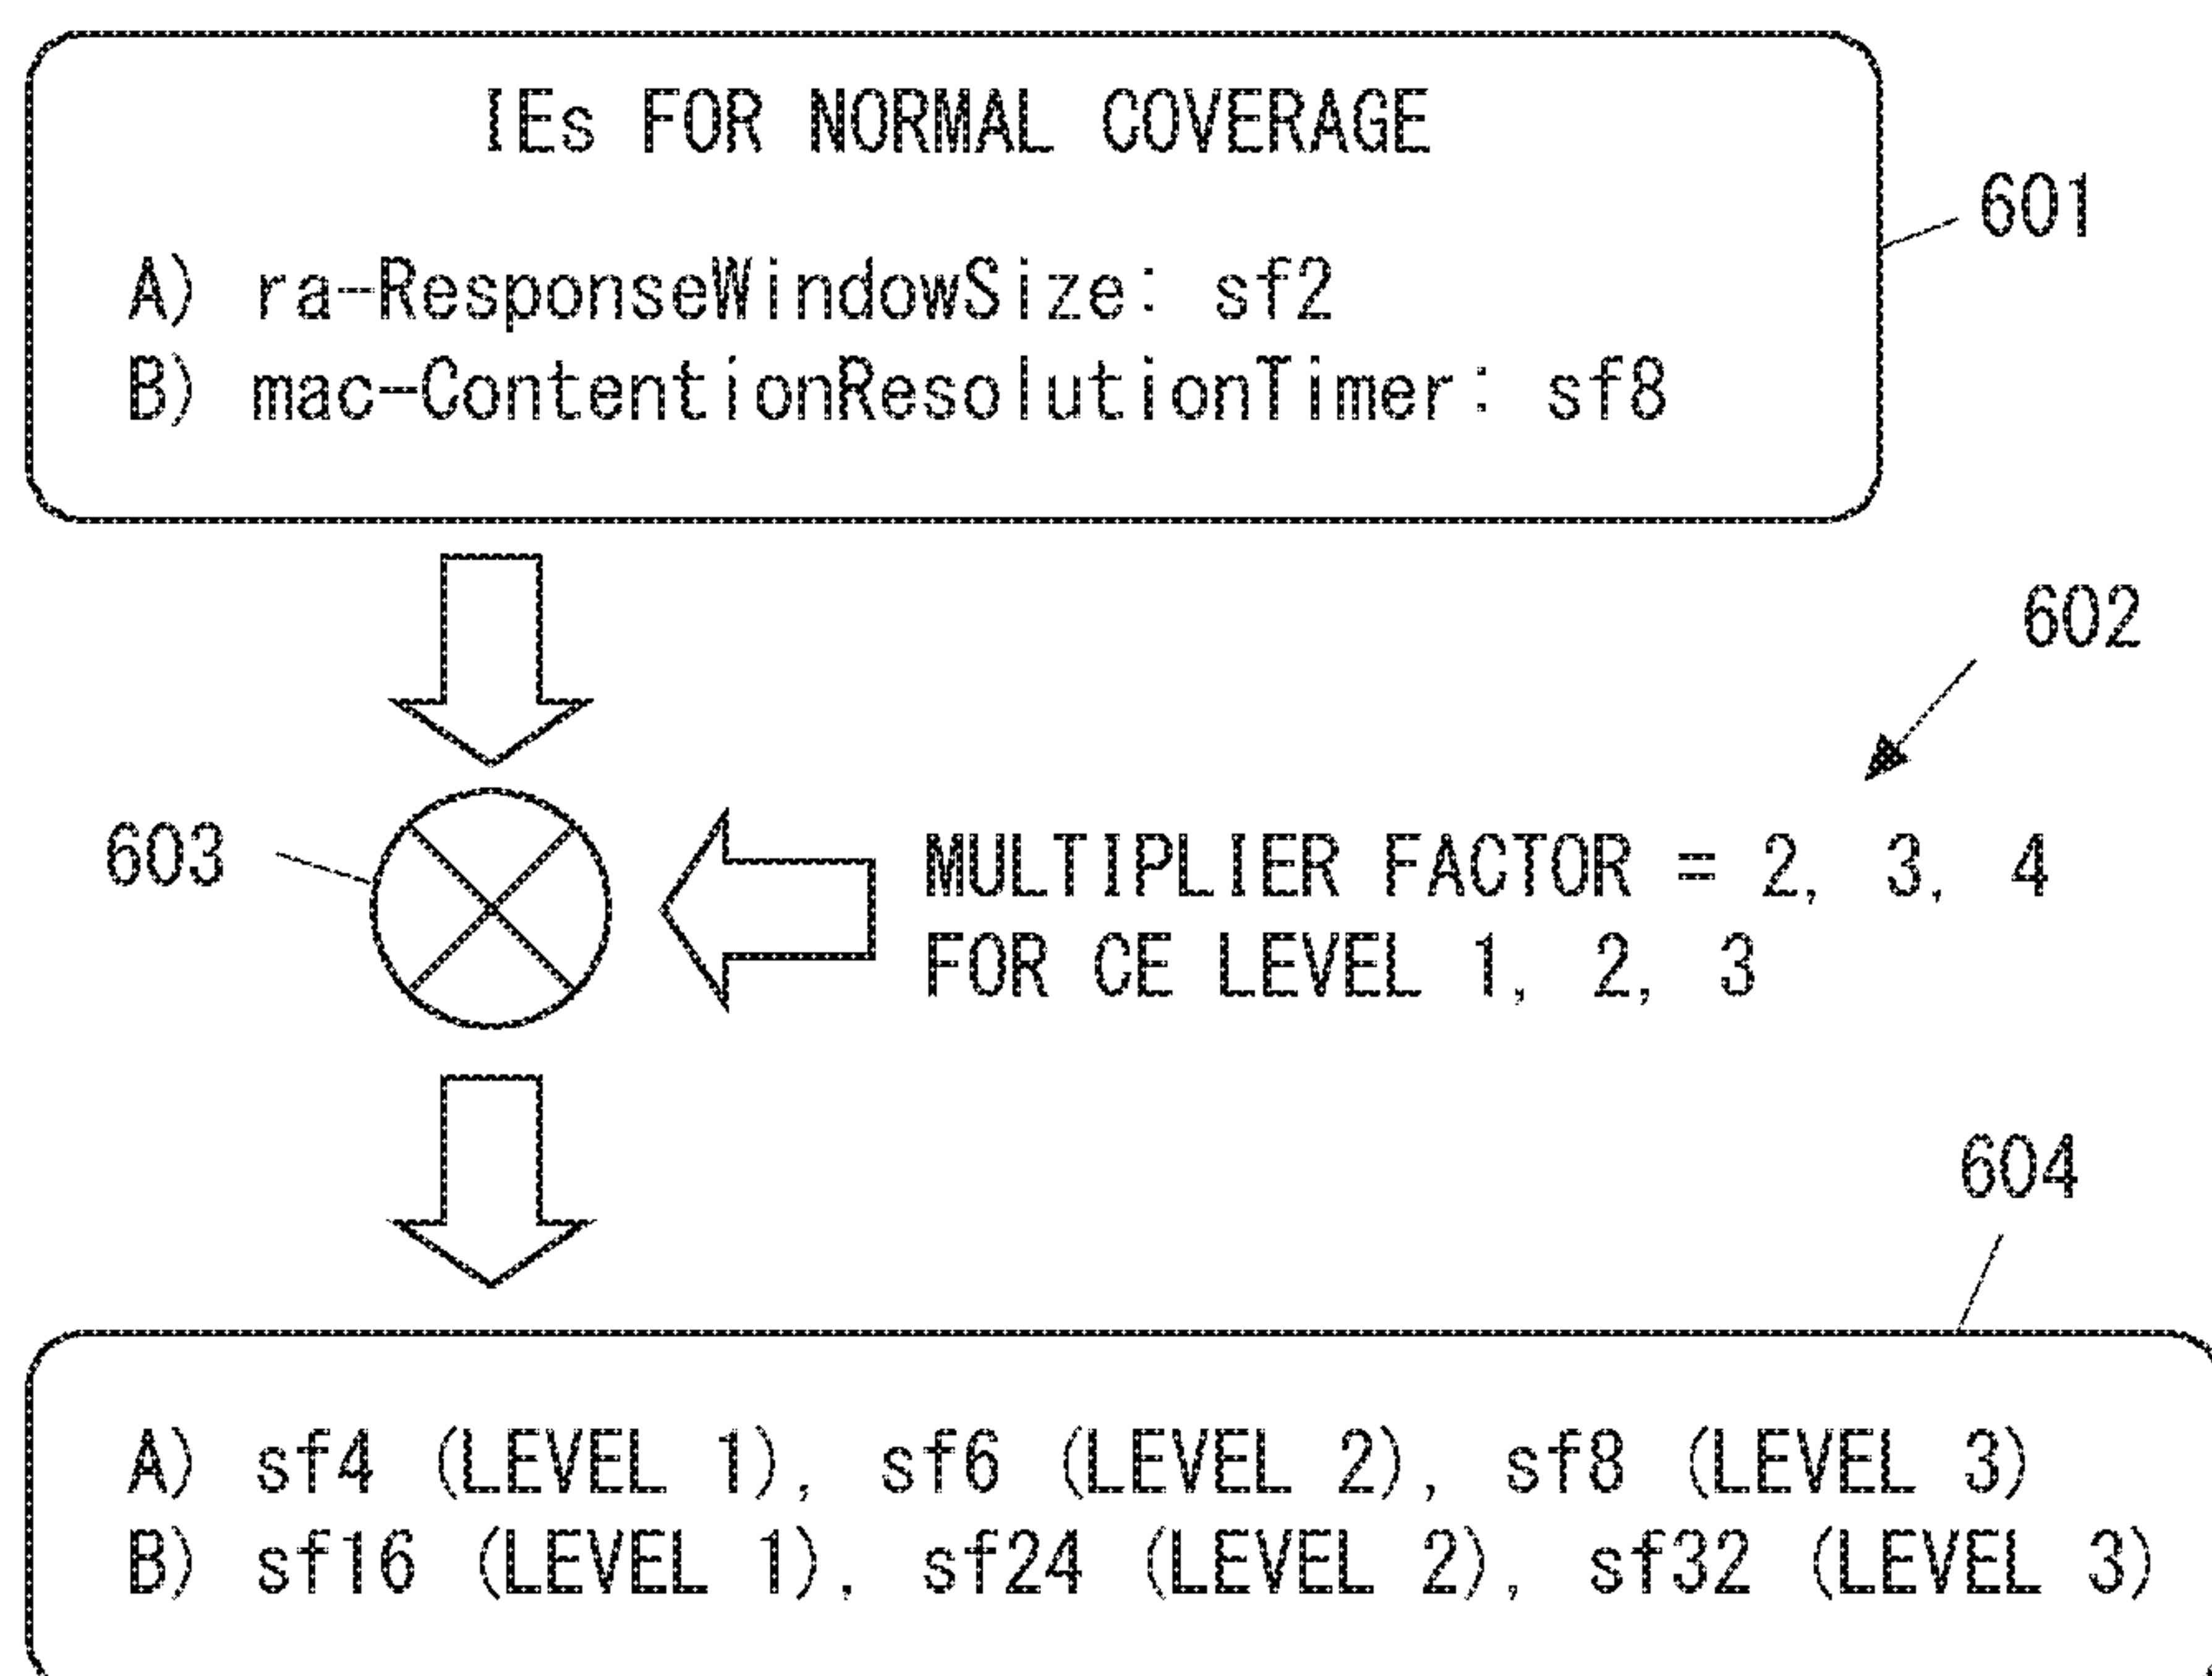 IEs FOR NORMAL COVERAGE
601
A) ra-ResponseWindowSize: sf2
B) mac-ContentionResolutionTimer: sf8
602
603
MULTIPLIER FACTOR = 2, 3, 4
FOR CE LEVEL 1, 2, 3
604
A) sf4 (LEVEL 1), sf6 (LEVEL 2), sf8 (LEVEL 3)
B) sf16 (LEVEL 1), sf24 (LEVEL 2), sf32 (LEVEL 3)